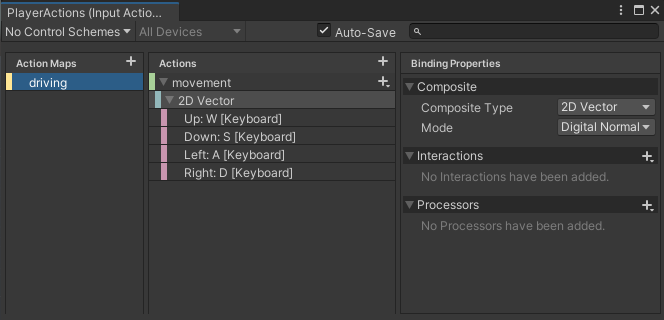 PlayerActions (Input Actio...
No Control Schemes
All Devices
Auto-Save
Action Maps
Actions
Binding Properties
driving
movement
2D Vector
Up: W [Keyboard]
Down: S [Keyboard]
Left: A [Keyboard]
Right: D [Keyboard]
Composite
Composite Type
2D Vector
Mode
Digital Normal
Interactions
No Interactions have been added.
Processors
No Processors have been added.